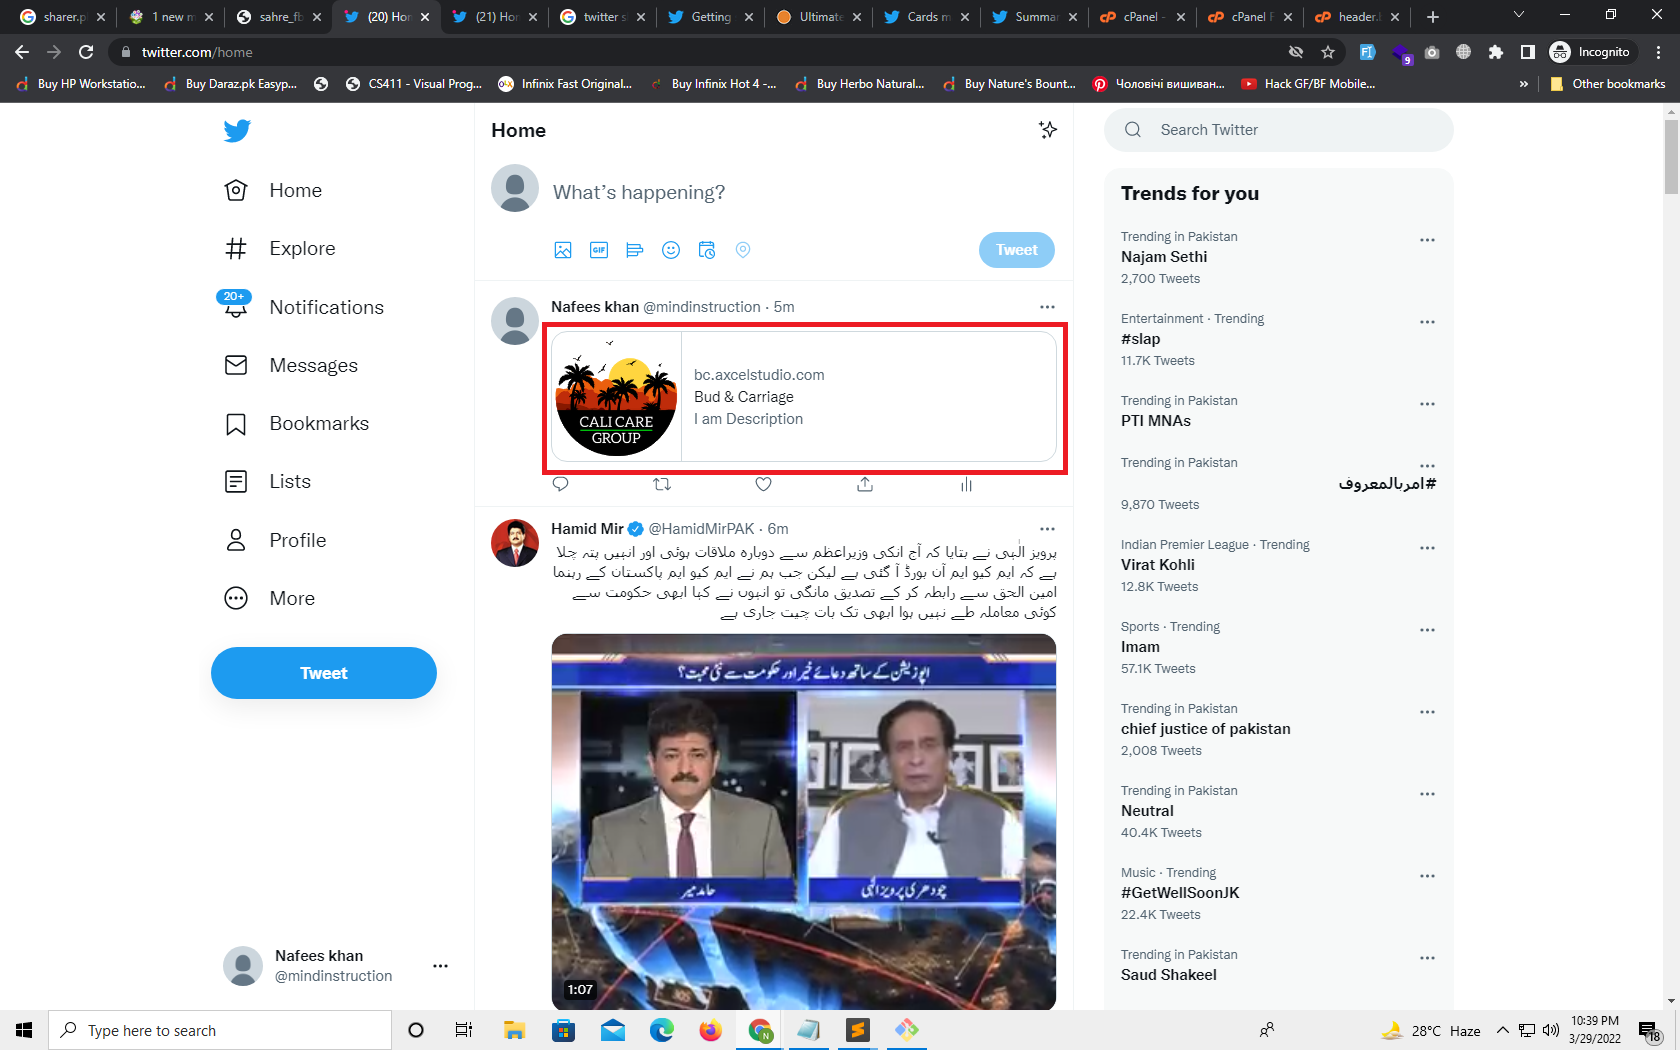 sharer.p
1 new m
sahre_fb
(20) Hor
(21) Ho
twitter s
Getting
Ultimate
Cards m
Summar
cPanel -
cPanel F
header.l
twitter.com/home
9
Incognito
Buy HP Workstatio...
Buy Daraz.pk Easyp...
CS411 - Visual Prog...
Infinix Fast Original...
Buy Infinix Hot 4 -...
Buy Herbo Natural...
Buy Nature's Bount...
Чоловічі вишиван...
Hack GF/BF Mobile...
Other bookmarks
Home
Explore
20+
Notifications
Messages
Bookmarks
Lists
Profile
More
Tweet
Nafees khan
@mindinstruction
Home
What's happening?
GIF
Tweet
Nafees khan @mindinstruction · 5m
CALI CARE
GROUP
bc.axcelstudio.com
Bud & Carriage
I am Description
Hamid Mir @HamidMirPAK · 6m
پرویز الٰہی نے بتایا کہ آج انکی وزیراعظم سے دوبارہ ملاقات ہوئی اور انہیں پتہ چلا
ہے کہ ایم کیو ایم آن بورڈ آ گئی ہے لیکن جب ہم نے ایم کیو ایم پاکستان کے رہنما
امین الحق سے رابطہ کر کے تصدیق مانگی تو انہوں نے کہا ابھی حکومت سے
کوئی معاملہ طے نہیں ہوا ابھی تک بات چیت جاری ہے
اپوزیشن کے ساتھ دعائے خیر اور حکومت سے نئی محبت؟
حامد میر
چودھری پرویز الٰہی
1:07
Search Twitter
Trends for you
Trending in Pakistan
Najam Sethi
2,700 Tweets
Entertainment · Trending
#slap
11.7K Tweets
Trending in Pakistan
PTI MNAs
Trending in Pakistan
#امربالمعروف
9,870 Tweets
Indian Premier League · Trending
Virat Kohli
12.8K Tweets
Sports · Trending
Imam
57.1K Tweets
Trending in Pakistan
chief justice of pakistan
2,008 Tweets
Trending in Pakistan
Neutral
40.4K Tweets
Music · Trending
#GetWellSoonJK
22.4K Tweets
Trending in Pakistan
Saud Shakeel
Type here to search
N
28°C Haze
10:39 PM
3/29/2022
18